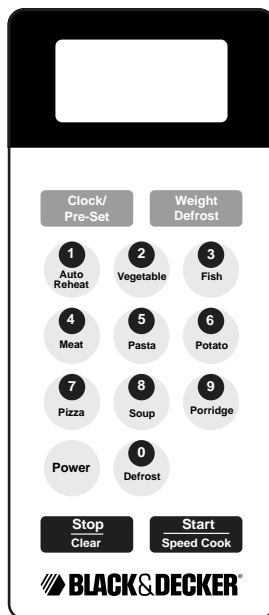 Clock/
Pre-Set
Weight
Defrost
1
Auto
Reheat
2
Vegetable
3
Fish
4
Meat
5
Pasta
6
Potato
7
Pizza
8
Soup
9
Porridge
Power
0
Defrost
Stop
Clear
Start
Speed Cook
BLACK&DECKER®